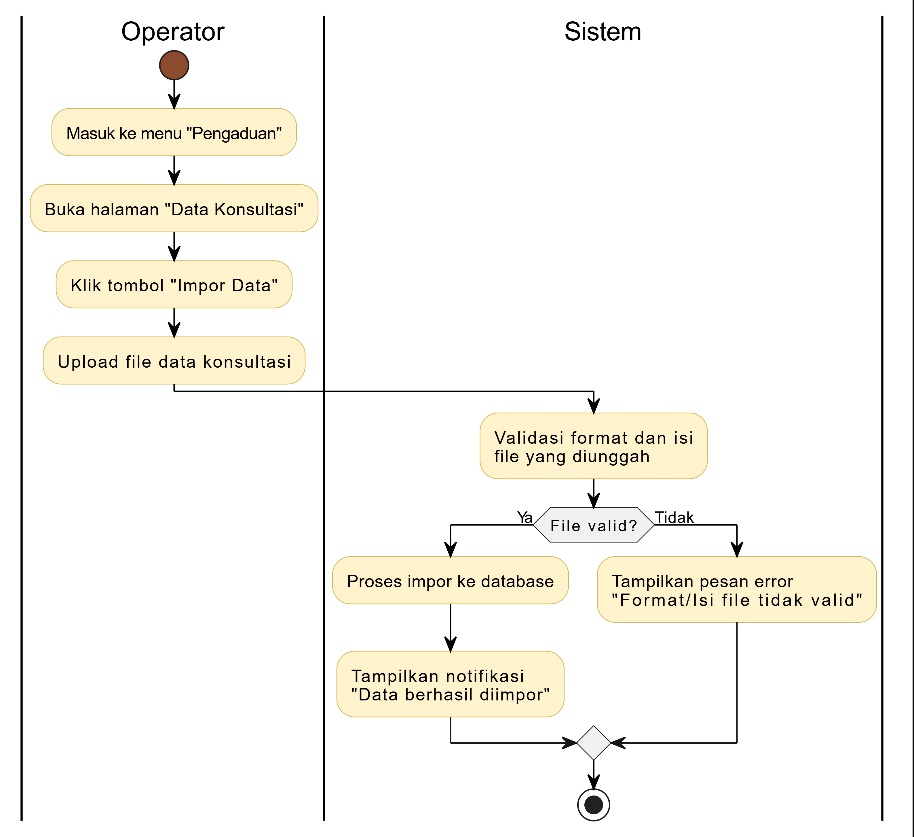 Operator
Sistem
Masuk ke menu "Pengaduan"
Buka halaman "Data Konsultasi"
Klik tombol "Impor Data"
Upload file data konsultasi
Validasi format dan isi
file yang diunggah
Ya
File valid?
Tidak
Proses impor ke database
Tampilkan pesan error
"Format/Isi file tidak valid"
Tampilkan notifikasi
"Data berhasil diimpor"